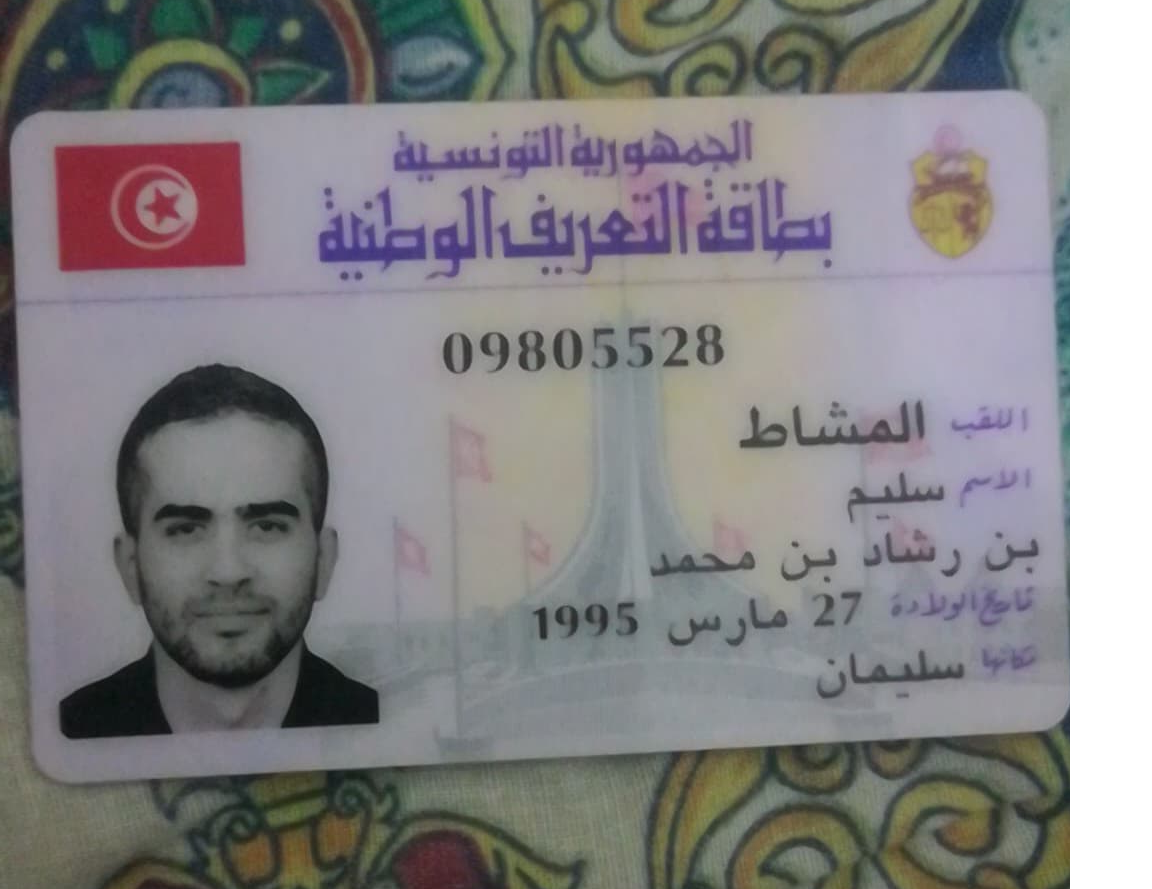 الجمهورية التونسية
بطاقة التعريف الوطنية
09805528
اللقب المشاط
الاسم سليم
بن رشاد بن محمد
تاريخ الولادة 27 مارس 1995
مكانها سليمان